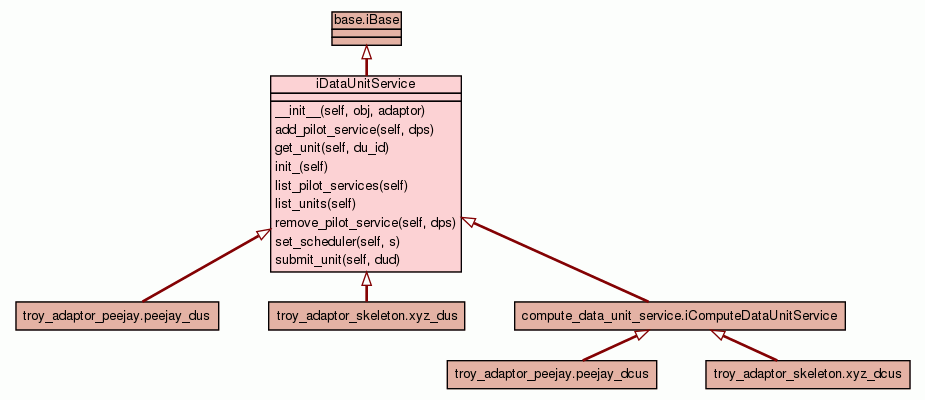 base.iBase
iDataUnitService
__init__(self, obj, adaptor)
add_pilot_service(self, dps)
get_unit(self, du_id)
init_(self)
list_pilot_services(self)
list_units(self)
remove_pilot_service(self, dps)
set_scheduler(self, s)
submit_unit(self, dud)
troy_adaptor_peejay.peejay_dus
troy_adaptor_skeleton.xyz_dus
compute_data_unit_service.iComputeDataUnitService
troy_adaptor_peejay.peejay_dcus
troy_adaptor_skeleton.xyz_dcus